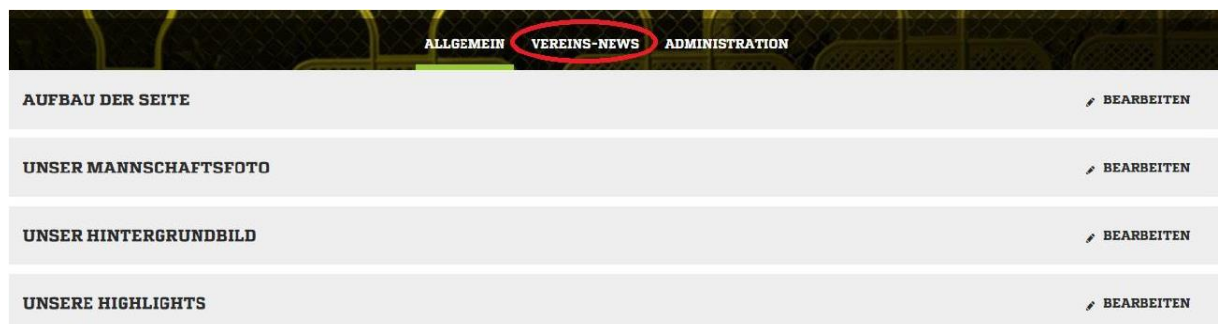 ALLGEMEIN VEREINS-NEWS ADMINISTRATION
AUFBAU DER SEITE BEARBEITEN
UNSER MANNSCHAFTSFOTO BEARBEITEN
UNSER HINTERGRUNDBILD BEARBEITEN
UNSERE HIGHLIGHTS BEARBEITEN